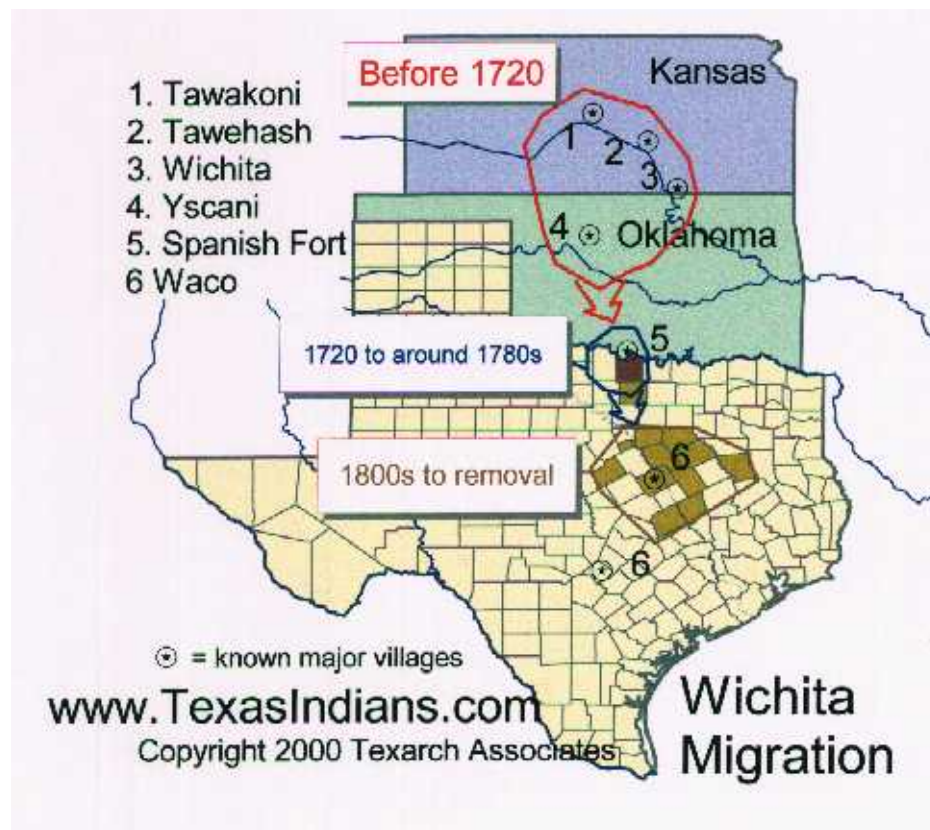 Before 1720
Kansas
1. Tawakoni
2. Tawehash
3. Wichita
4. Yscani
5. Spanish Fort
6 Waco
1
2
3
4
Oklahoma
5
1720 to around 1780s
6
1800s to removal
6
= known major villages
www.TexasIndians.com
Copyright 2000 Texarch Associates
Wichita
Migration